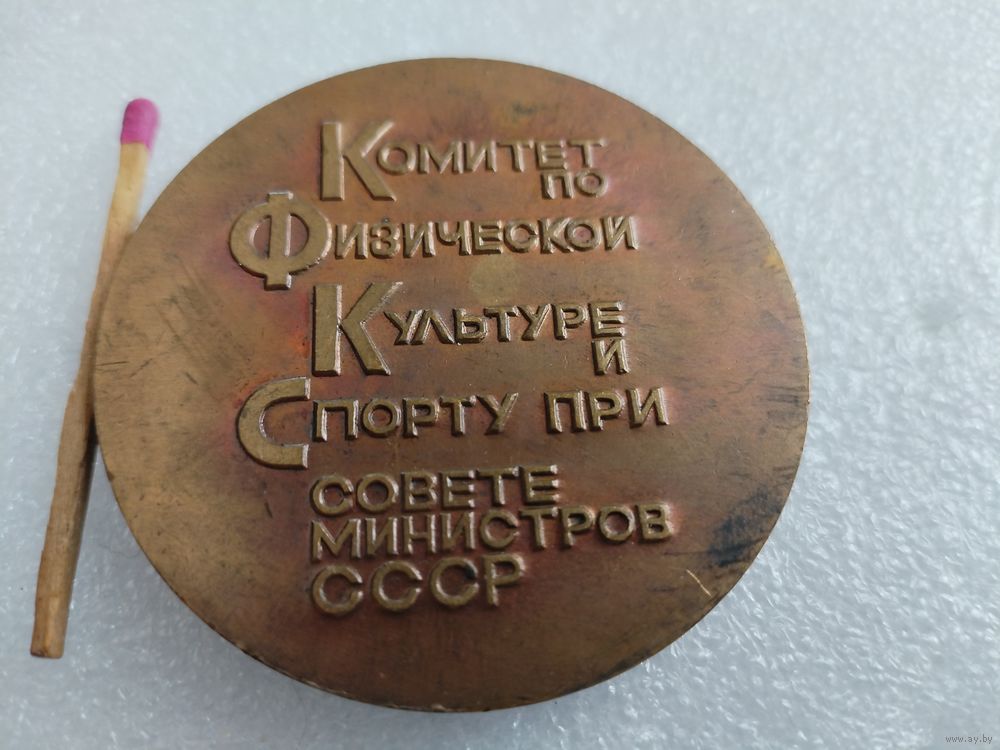 Комитет
по
Физической
Культуре
и
Спорту при
совете
министров
СССР
www.ay.by